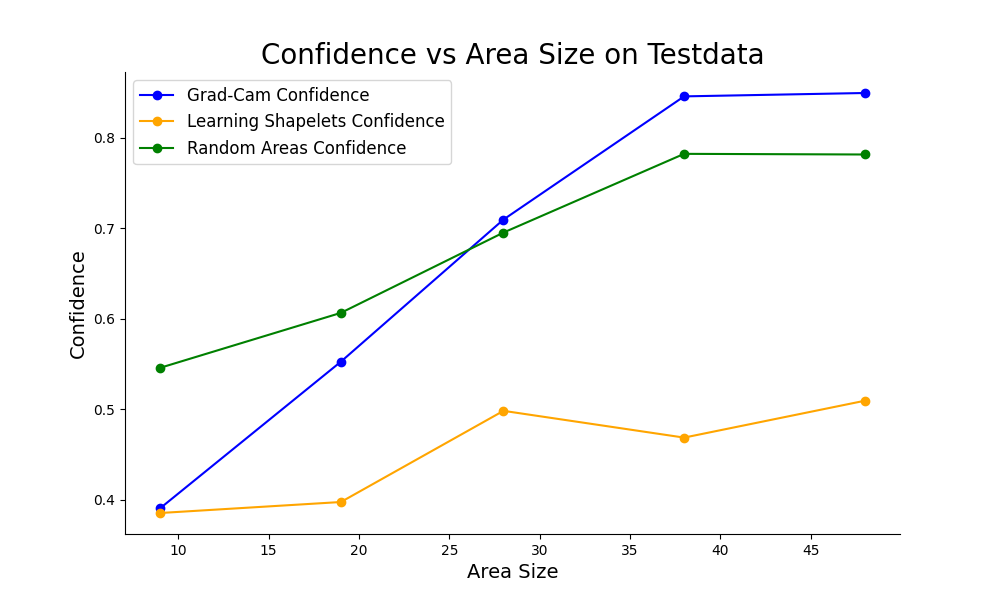 Confidence vs Area Size on Testdata
Grad-Cam Confidence
Learning Shapelets Confidence
Random Areas Confidence
Confidence
0.8
0.7
0.6
0.5
0.4
10 15 20 25 30 35 40 45
Area Size